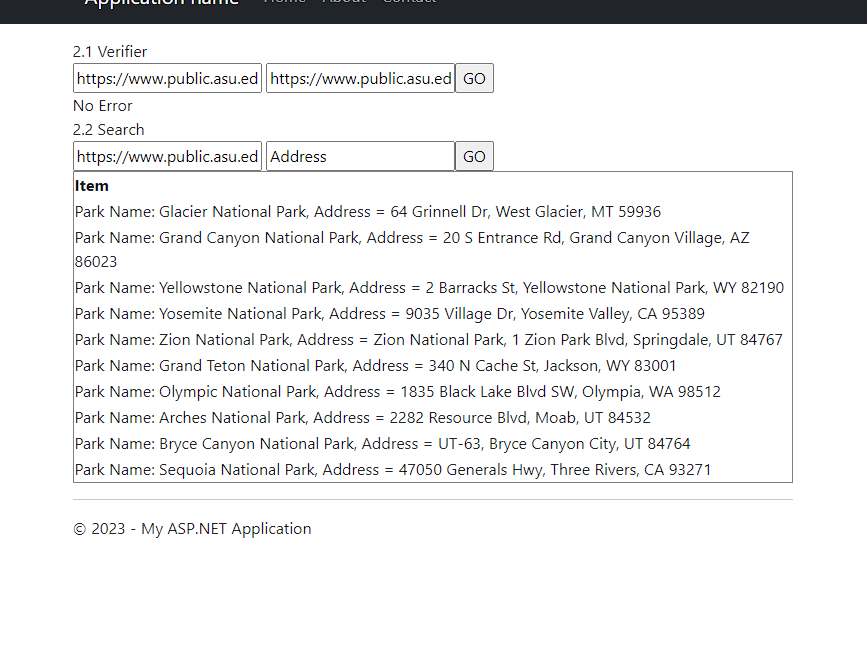 Application name Home About Contact
2.1 Verifier
https://www.public.asu.ed https://www.public.asu.ed GO
No Error
2.2 Search
https://www.public.asu.ed Address GO
Item
Park Name: Glacier National Park, Address = 64 Grinnell Dr, West Glacier, MT 59936
Park Name: Grand Canyon National Park, Address = 20 S Entrance Rd, Grand Canyon Village, AZ
86023
Park Name: Yellowstone National Park, Address = 2 Barracks St, Yellowstone National Park, WY 82190
Park Name: Yosemite National Park, Address = 9035 Village Dr, Yosemite Valley, CA 95389
Park Name: Zion National Park, Address = Zion National Park, 1 Zion Park Blvd, Springdale, UT 84767
Park Name: Grand Teton National Park, Address = 340 N Cache St, Jackson, WY 83001
Park Name: Olympic National Park, Address = 1835 Black Lake Blvd SW, Olympia, WA 98512
Park Name: Arches National Park, Address = 2282 Resource Blvd, Moab, UT 84532
Park Name: Bryce Canyon National Park, Address = UT-63, Bryce Canyon City, UT 84764
Park Name: Sequoia National Park, Address = 47050 Generals Hwy, Three Rivers, CA 93271
© 2023 - My ASP.NET Application